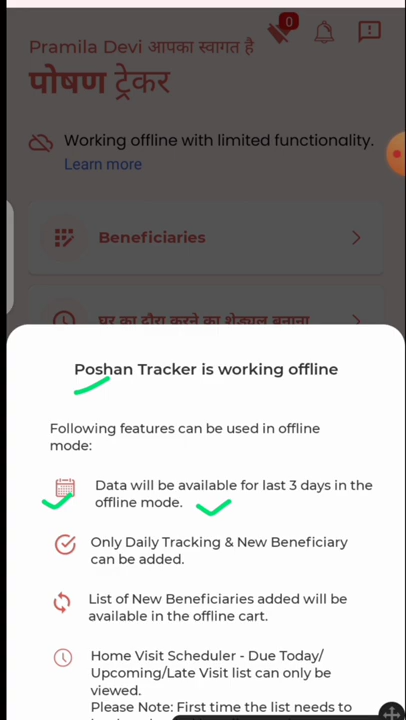 0
Pramila Devi आपका स्वागत है
पोषण ट्रेकर
Working offline with limited functionality.
Learn more
Beneficiaries
घर का दौरा करने का शेड्यूल बनाना
Poshan Tracker is working offline
Following features can be used in offline
mode:
Data will be available for last 3 days in the
offline mode.
Only Daily Tracking & New Beneficiary
can be added.
List of New Beneficiaries added will be
available in the offline cart.
Home Visit Scheduler - Due Today/
Upcoming/Late Visit list can only be
viewed.
Please Note: First time the list needs to